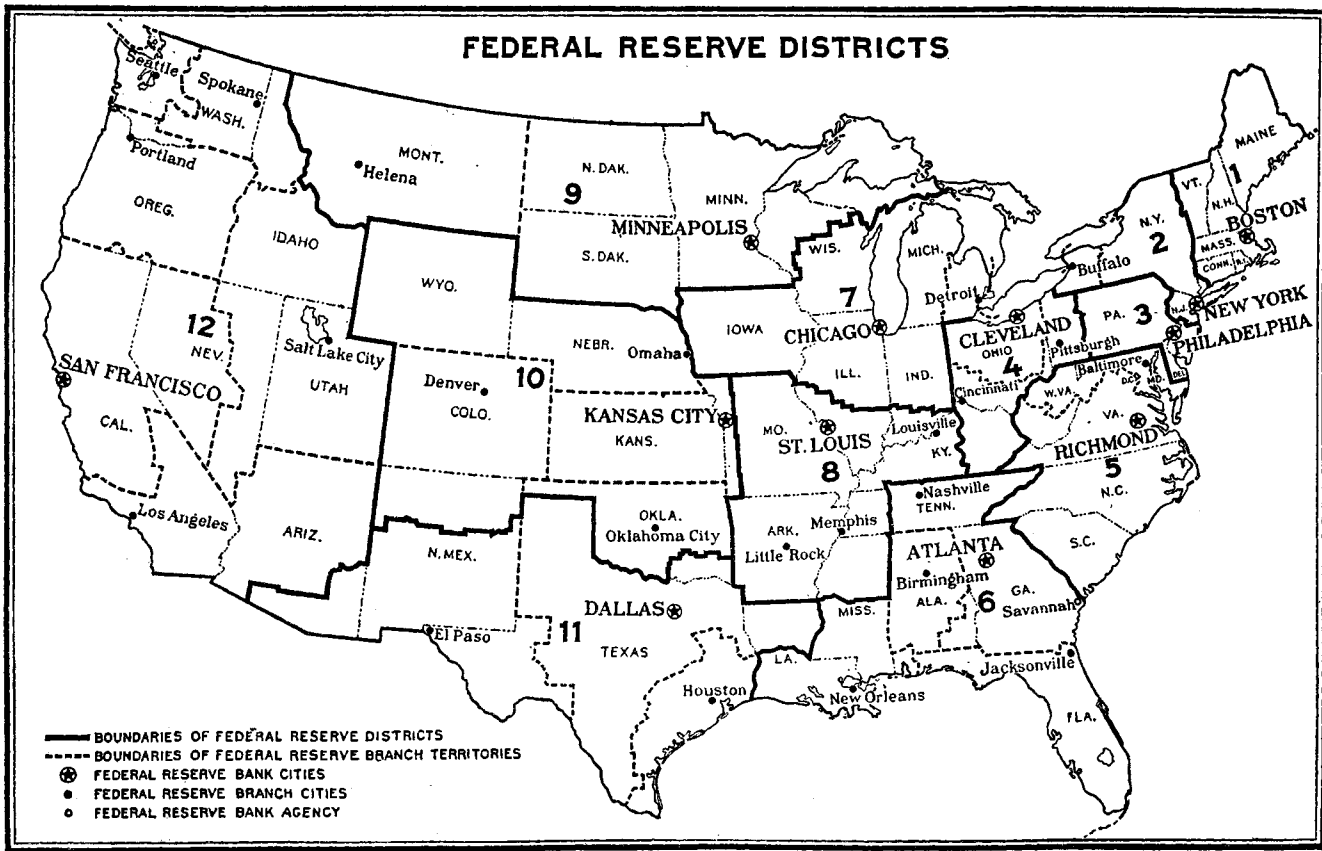 FEDERAL RESERVE DISTRICTS
Seattle
Spokane
WASH.
Portland
OREG.
IDAHO
MONT.
Helena
N. DAK.
9
S. DAK.
MINN.
MINNEAPOLIS
WIS.
MICH.
7
Detroit
CHICAGO
MAINE
VT.
1
N.H.
BOSTON
MASS.
CONN.
R.I.
N.Y.
2
Buffalo
NEW YORK
N.J.
PA.
3
PHILADELPHIA
CLEVELAND
OHIO
4
Pittsburgh
Cincinnati
Baltimore
D.C.
MD.
DEL.
W.VA.
VA.
RICHMOND
5
N.C.
S.C.
WYO.
12
NEV.
Salt Lake City
UTAH
SAN FRANCISCO
CAL.
Los Angeles
ARIZ.
NEBR.
Omaha
10
Denver
COLO.
KANSAS CITY
KANS.
IOWA
ILL.
IND.
MO.
ST. LOUIS
8
Louisville
KY.
Nashville
TENN.
OKLA.
Oklahoma City
ARK.
Memphis
Little Rock
N. MEX.
El Paso
DALLAS
11
TEXAS
Houston
LA.
New Orleans
MISS.
ATLANTA
Birmingham
ALA.
6
GA.
Savannah
Jacksonville
FLA.
BOUNDARIES OF FEDERAL RESERVE DISTRICTS
BOUNDARIES OF FEDERAL RESERVE BRANCH TERRITORIES
FEDERAL RESERVE BANK CITIES
FEDERAL RESERVE BRANCH CITIES
FEDERAL RESERVE BANK AGENCY